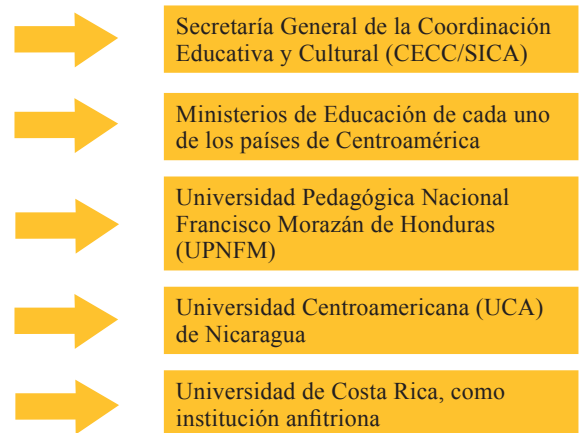 Secretaría General de la Coordinación
Educativa y Cultural (CECC/SICA)
Ministerios de Educación de cada uno
de los países de Centroamérica
Universidad Pedagógica Nacional
Francisco Morazán de Honduras
(UPNFM)
Universidad Centroamericana (UCA)
de Nicaragua
Universidad de Costa Rica, como
institución anfitriona